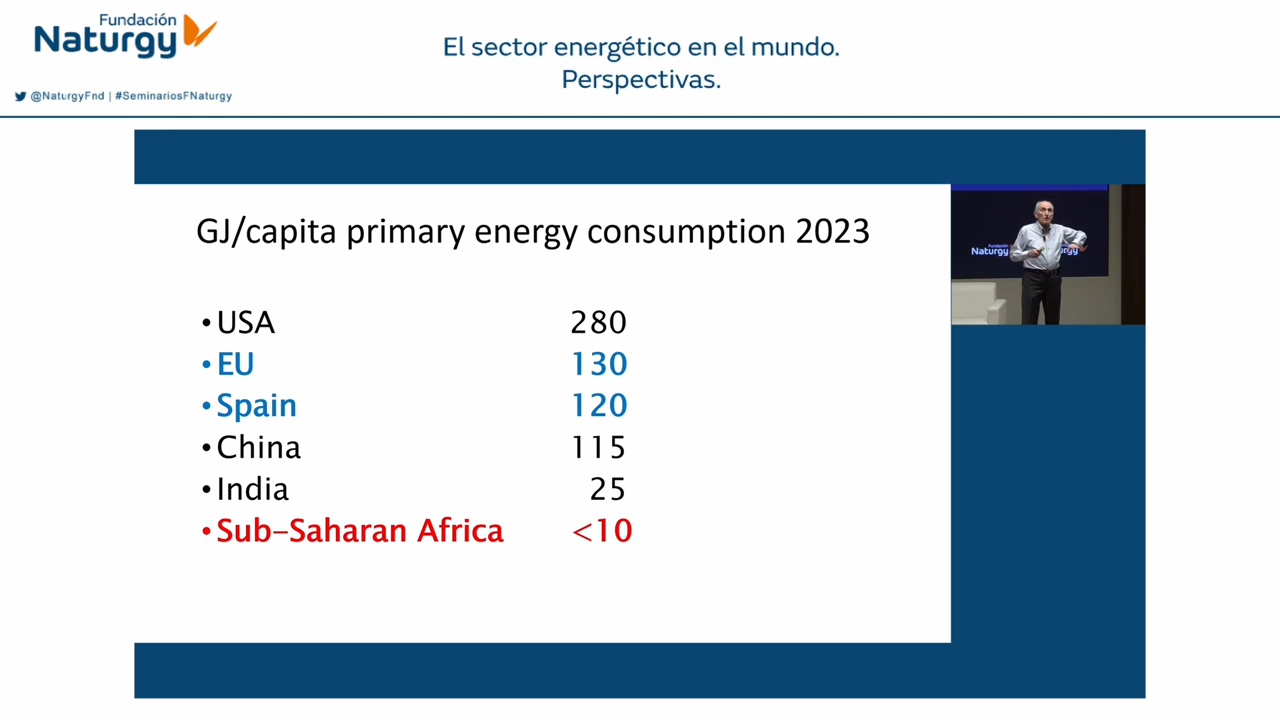 Fundación
Naturgy
@NaturgyFnd | #SeminariosFNaturgy
El sector energético en el mundo.
Perspectivas.
GJ/capita primary energy consumption 2023
• USA 280
• EU 130
• Spain 120
• China 115
• India 25
• Sub-Saharan Africa <10
Naturgy